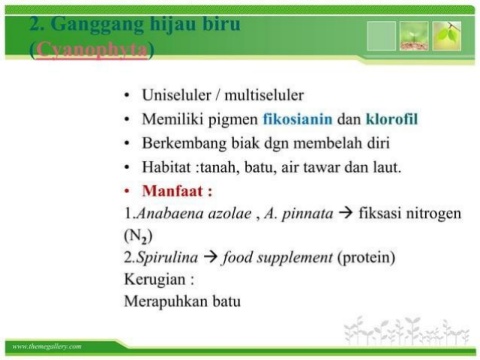 2. Ganggang hijau biru
(Cyanophyta)
• Uniseluler / multiseluler
• Memiliki pigmen fikosianin dan klorofil
• Berkembang biak dgn membelah diri
• Habitat :tanah, batu, air tawar dan laut.
• Manfaat :
1.Anabaena azolae , A. pinnata → fiksasi nitrogen
(N₂)
2.Spirulina → food supplement (protein)
Kerugian :
Merapuhkan batu
www.themegallery.com